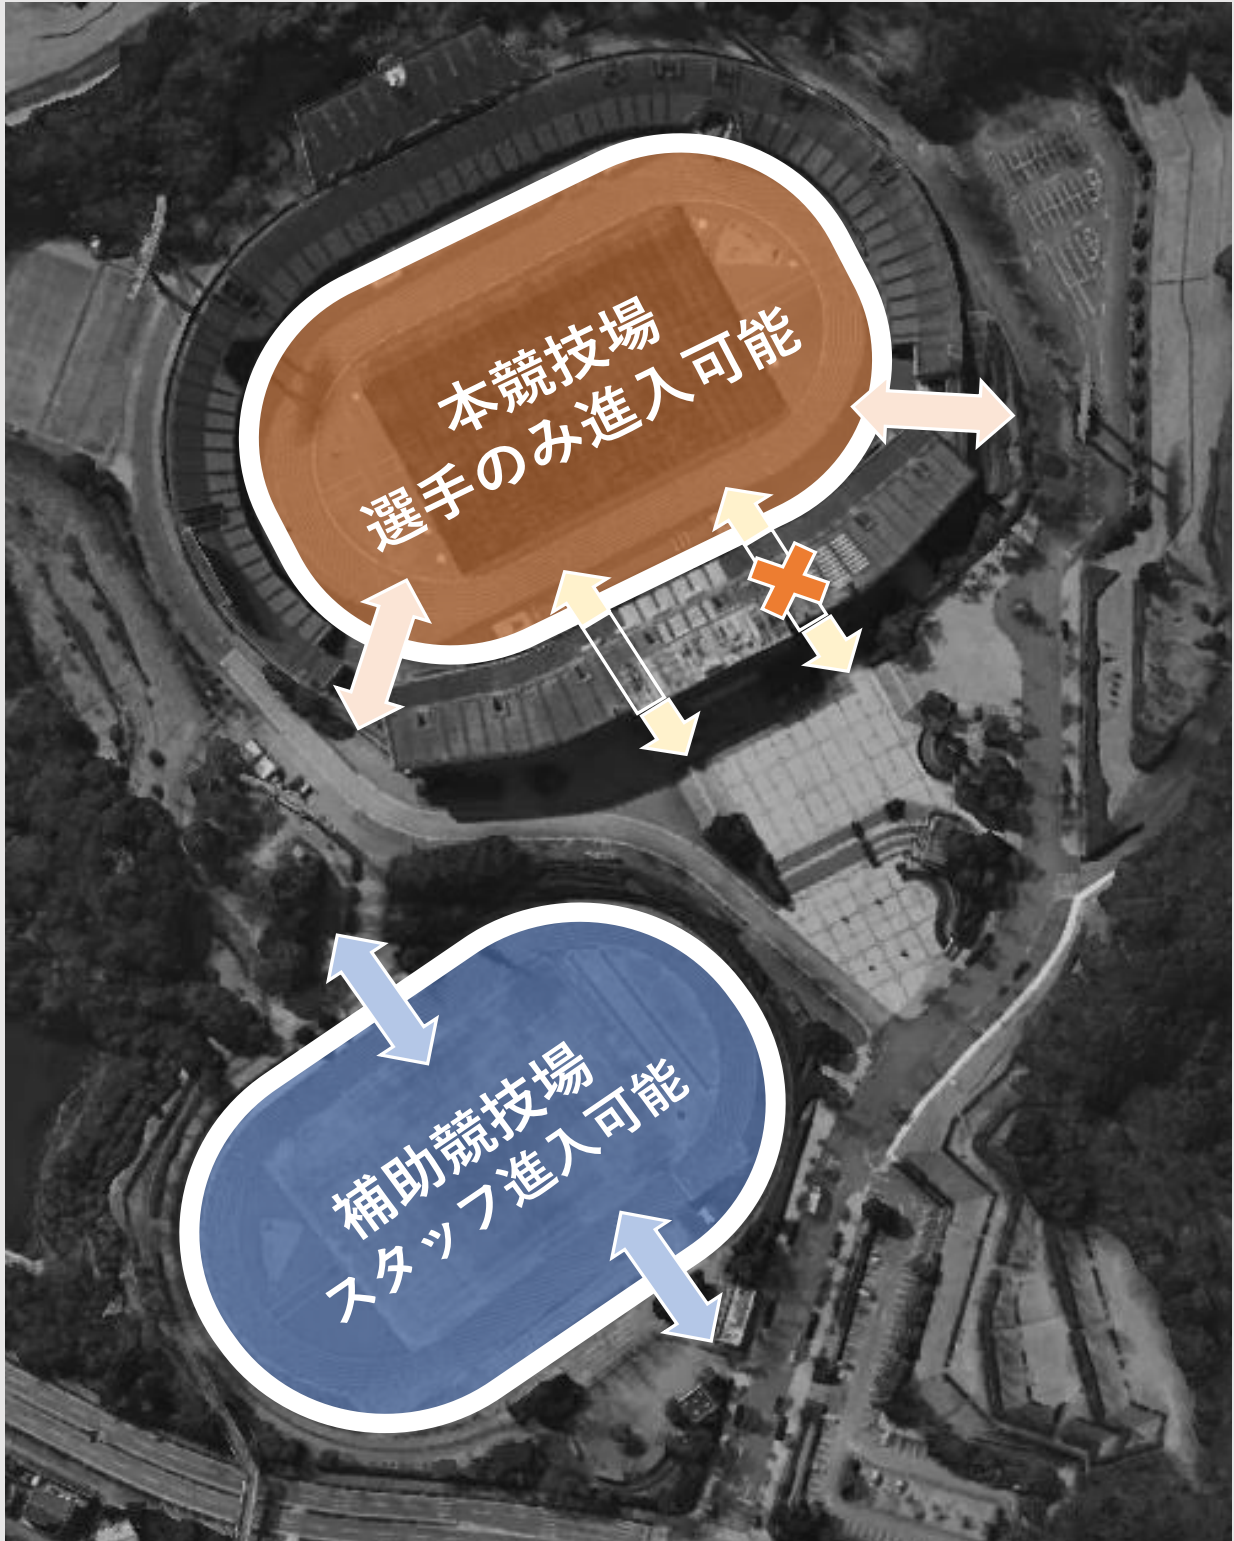 本競技場
選手のみ進入可能
補助競技場
スタッフ進入可能